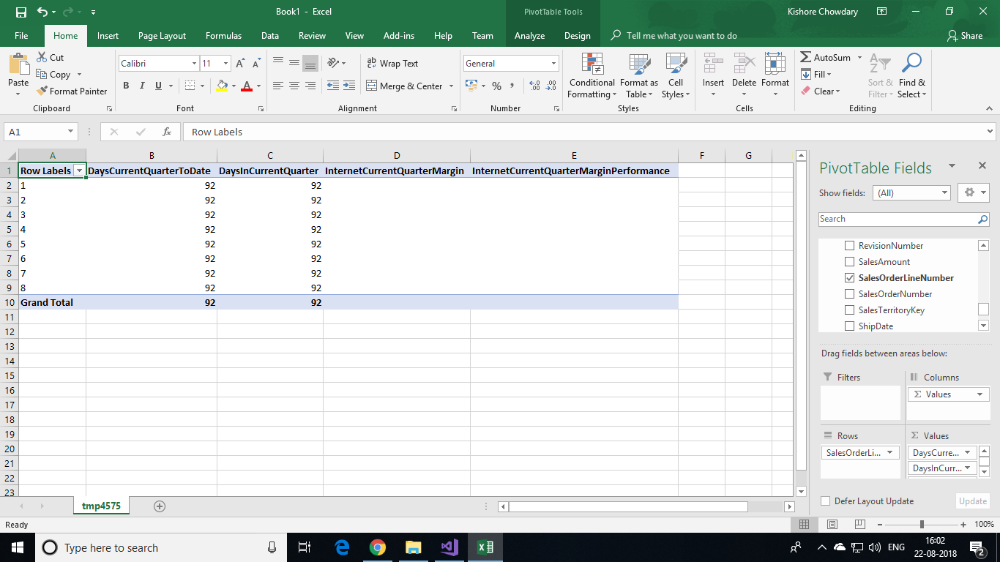 Book1 - Excel
PivotTable Tools
Kishore Chowdary
File Home Insert Page Layout Formulas Data Review View Add-ins Help Team Analyze Design Tell me what you want to do Share
Paste
Cut
Copy
Format Painter
Clipboard
Calibri 11
B I U
Font
Wrap Text
Merge & Center
Alignment
General
%
Number
Conditional Formatting
Format as Table
Cell Styles
Styles
Insert Delete Format
Cells
AutoSum
Fill
Clear
Sort & Filter
Find & Select
Editing
A1 fx Row Labels
A B C D E F G
1 Row Labels DaysCurrentQuarterToDate DaysInCurrentQuarter InternetCurrentQuarterMargin InternetCurrentQuarterMarginPerformance
2 1 92 92
3 2 92 92
4 3 92 92
5 4 92 92
6 5 92 92
7 6 92 92
8 7 92 92
9 8 92 92
10 Grand Total 92 92
11
12
13
14
15
16
17
18
19
20
21
22
23
PivotTable Fields
Show fields: (All)
Search
RevisionNumber
SalesAmount
SalesOrderLineNumber
SalesOrderNumber
SalesTerritoryKey
ShipDate
Drag fields between areas below:
Filters
Columns
Σ Values
Rows
SalesOrderLi...
Σ Values
DaysCurre...
DaysInCurr...
Defer Layout Update Update
tmp4575
Ready
100%
Type here to search
ENG
16:02
22-08-2018
2